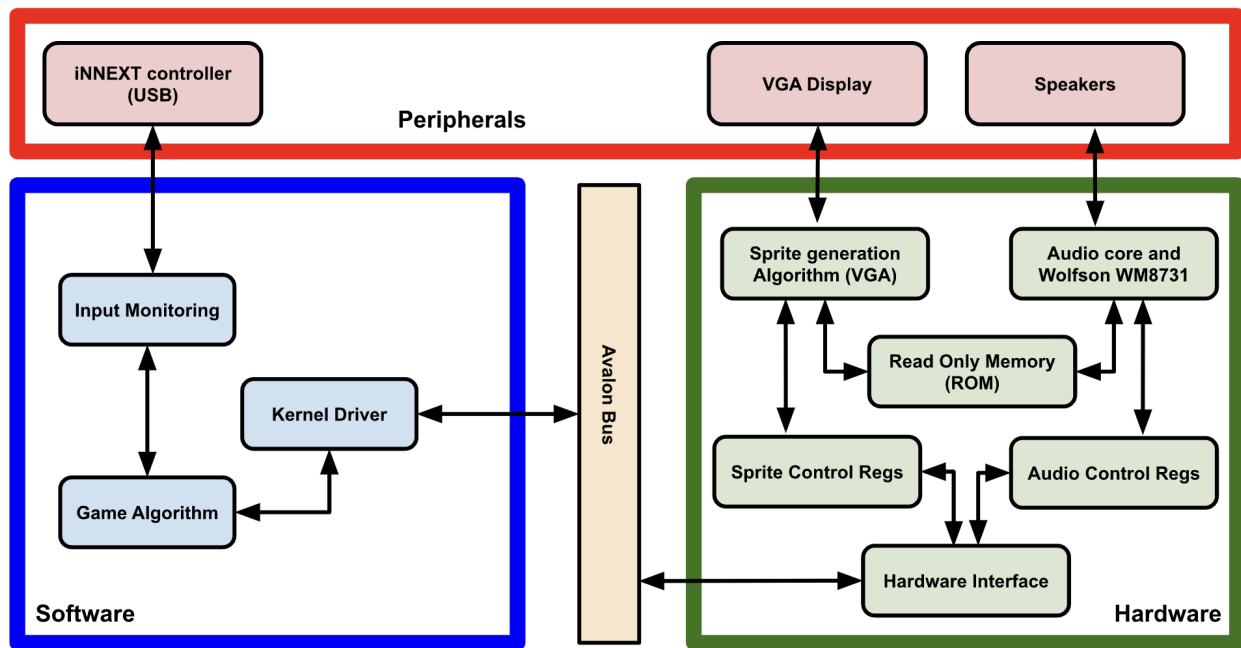 iNNEXT controller
(USB)
VGA Display
Speakers
Peripherals
Sprite generation
Algorithm (VGA)
Audio core and
Wolfson WM8731
Input Monitoring
Read Only Memory
(ROM)
Avalon Bus
Kernel Driver
Sprite Control Regs
Audio Control Regs
Game Algorithm
Hardware Interface
Software
Hardware